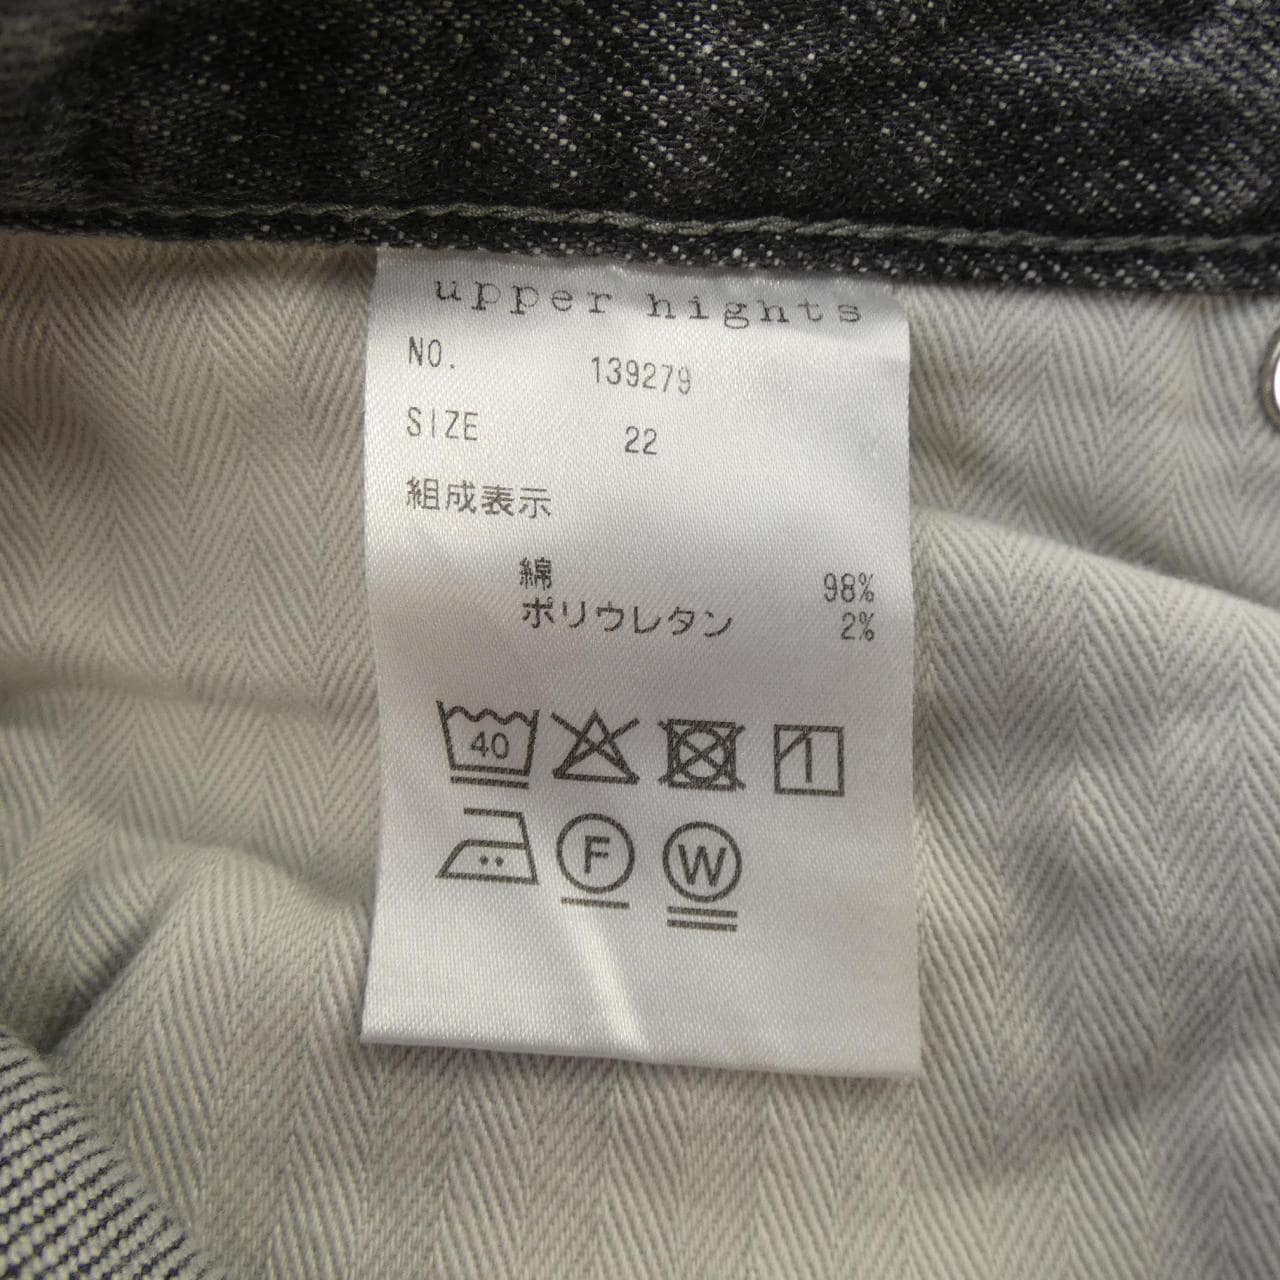 upper hights
NO. 139279
SIZE 22
組成表示
綿 98%
ポリウレタン 2%
40
F W